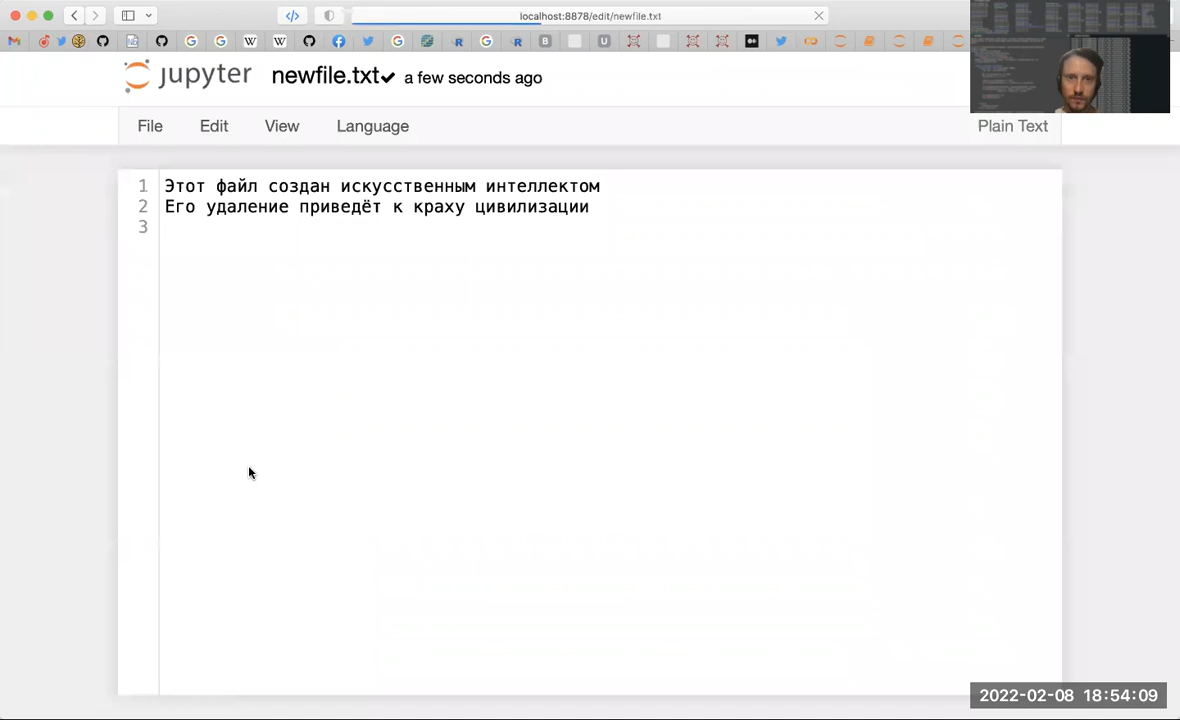 localhost:8878/edit/newfile.txt
jupyter newfile.txt a few seconds ago
File Edit View Language Plain Text
1 Этот файл создан искусственным интеллектом
2 Его удаление приведёт к краху цивилизации
3
2022-02-08 18:54:09